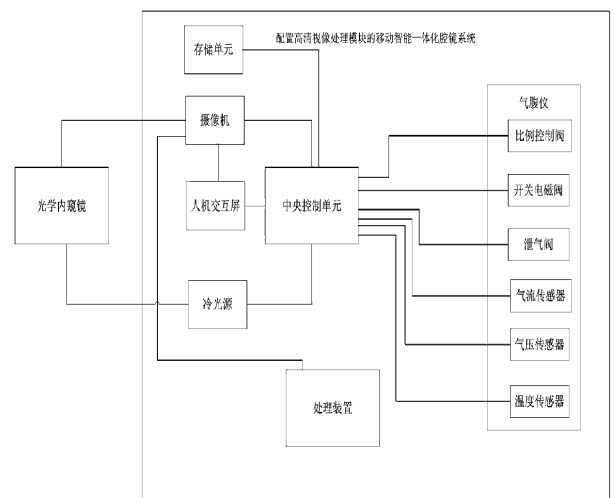 配置高清视像处理模块的移动智能一体化腔镜系统
存储单元
气腹仪
摄像机
比例控制阀
光学内窥镜
人机交互屏
中央控制单元
开关电磁阀
泄气阀
冷光源
气流传感器
气压传感器
处理装置
温度传感器